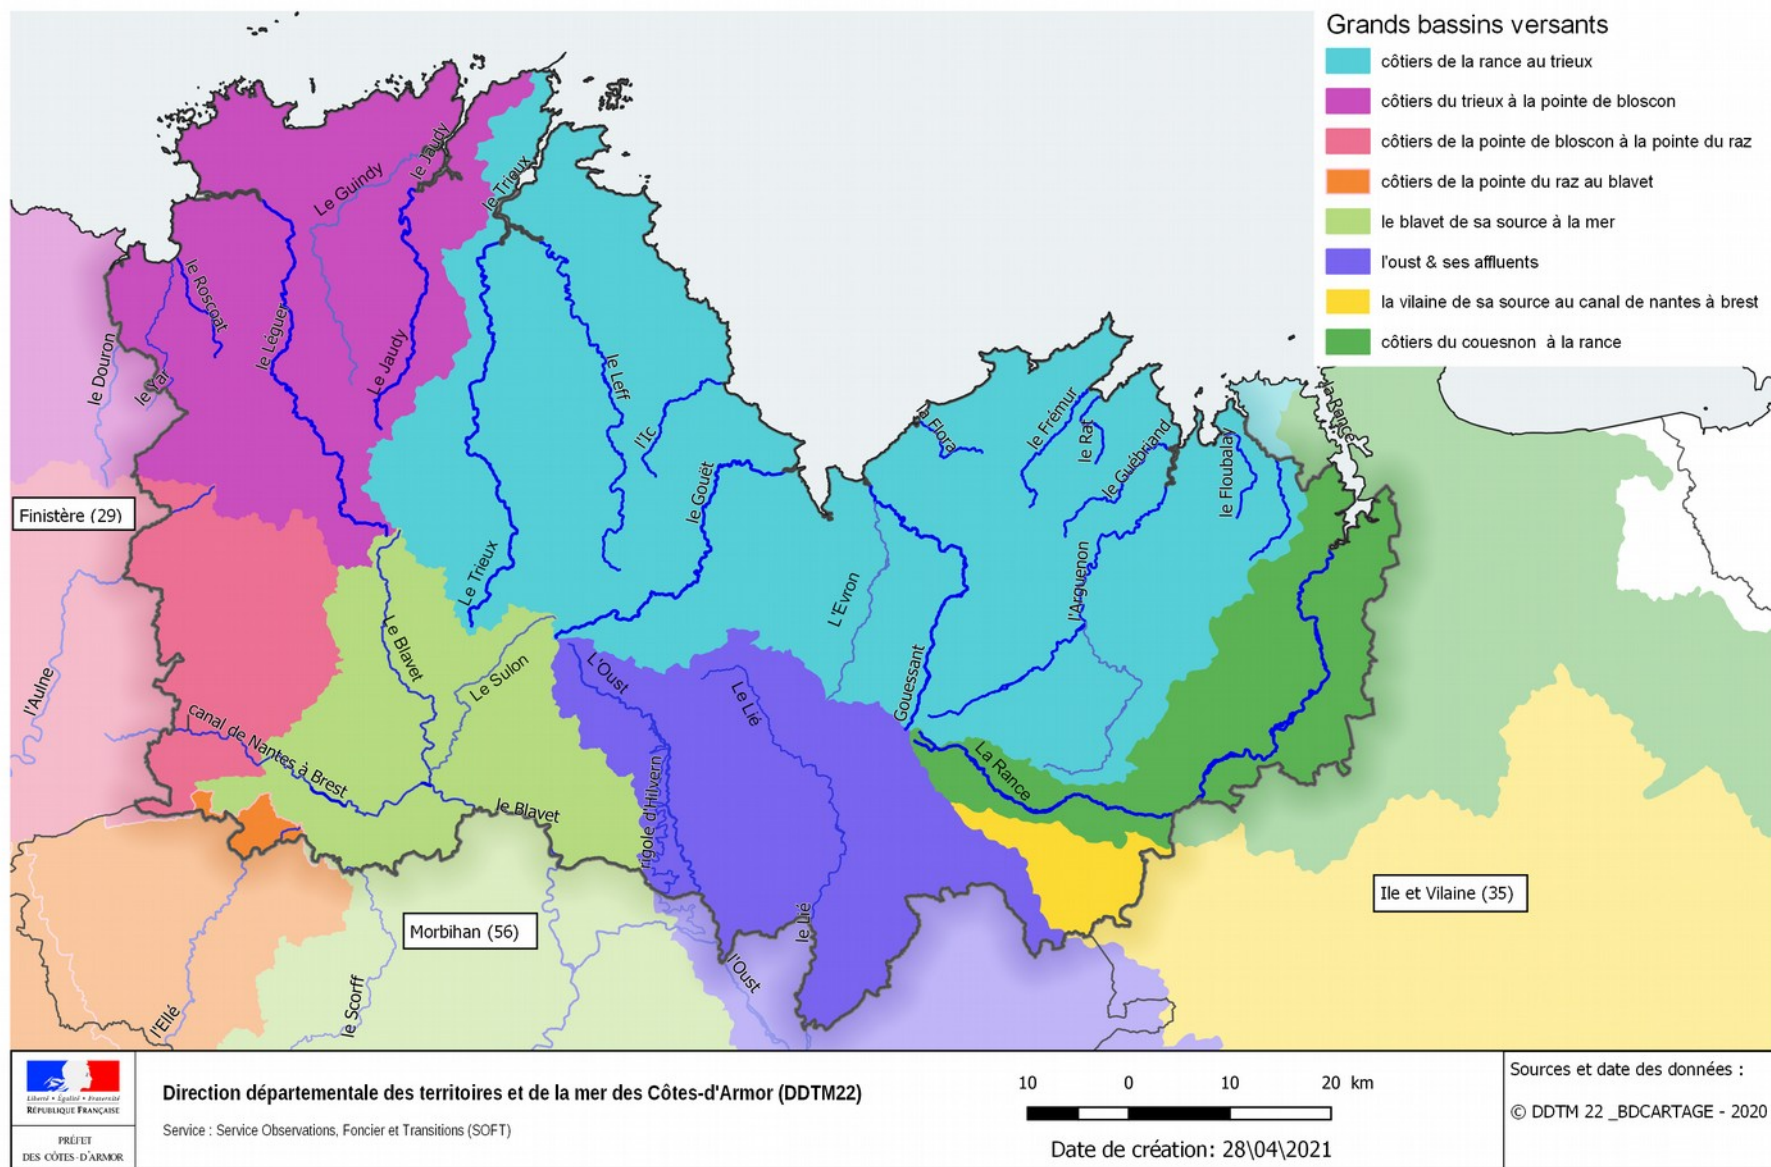 Grands bassins versants
côtiers de la rance au trieux
côtiers du trieux à la pointe de bloscon
côtiers de la pointe de bloscon à la pointe du raz
côtiers de la pointe du raz au blavet
le blavet de sa source à la mer
l'oust & ses affluents
la vilaine de sa source au canal de nantes à brest
côtiers du couesnon à la rance
le Jaudy
Le Guindy
le Trieux
le Roscoat
le Léguer
Le Jaudy
le Douron
le Yar
le Leff
l'Ic
la Flora
le Frémur
le Rat
le Guébriand
le Floubalay
la Rance
le Gouët
Finistère (29)
Le Trieux
L'Evron
l'Arguenon
Le Blavet
Le Sulon
L'Oust
Le Lié
Gouessant
l'Aulne
canal de Nantes à Brest
La Rance
le Blavet
rigole d'Hilvern
Ile et Vilaine (35)
Morbihan (56)
le Lié
l'Oust
l'Ellé
le Scorff
Liberté • Égalité • Fraternité
RÉPUBLIQUE FRANÇAISE
PRÉFET
DES CÔTES-D'ARMOR
Direction départementale des territoires et de la mer des Côtes-d'Armor (DDTM22)
Service : Service Observations, Foncier et Transitions (SOFT)
10 0 10 20 km
Date de création: 28\04\2021
Sources et date des données :
© DDTM 22 _BDCARTAGE - 2020